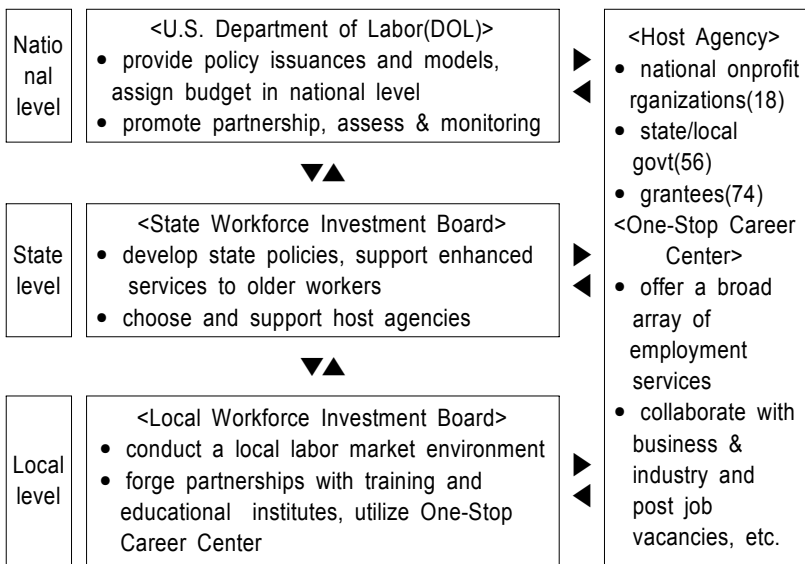 Natio
nal
level
<U.S. Department of Labor(DOL)>
• provide policy issuances and models,
assign budget in national level
• promote partnership, assess & monitoring
▶
◀
▼▲
State
level
<State Workforce Investment Board>
• develop state policies, support enhanced
services to older workers
• choose and support host agencies
▶
◀
▼▲
Local
level
<Local Workforce Investment Board>
• conduct a local labor market environment
• forge partnerships with training and
educational institutes, utilize One-Stop
Career Center
▶
◀
<Host Agency>
• national onprofit
rganizations(18)
• state/local
govt(56)
• grantees(74)
<One-Stop Career
Center>
• offer a broad
array of
employment
services
• collaborate with
business &
industry and
post job
vacancies, etc.